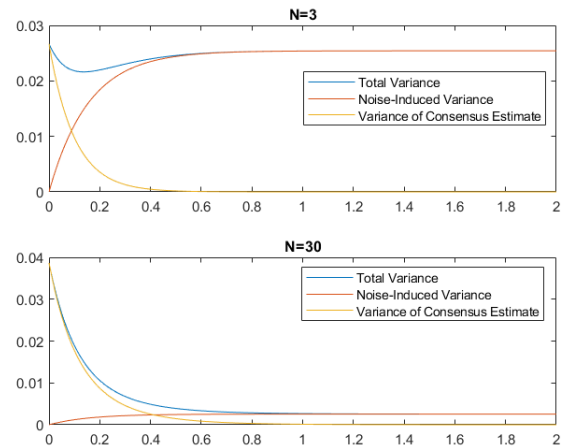 N=3
0.03
0.02
0.01
0
Total Variance
Noise-Induced Variance
Variance of Consensus Estimate
0 0.2 0.4 0.6 0.8 1 1.2 1.4 1.6 1.8 2
N=30
0.04
0.03
0.02
0.01
0
Total Variance
Noise-Induced Variance
Variance of Consensus Estimate
0 0.2 0.4 0.6 0.8 1 1.2 1.4 1.6 1.8 2